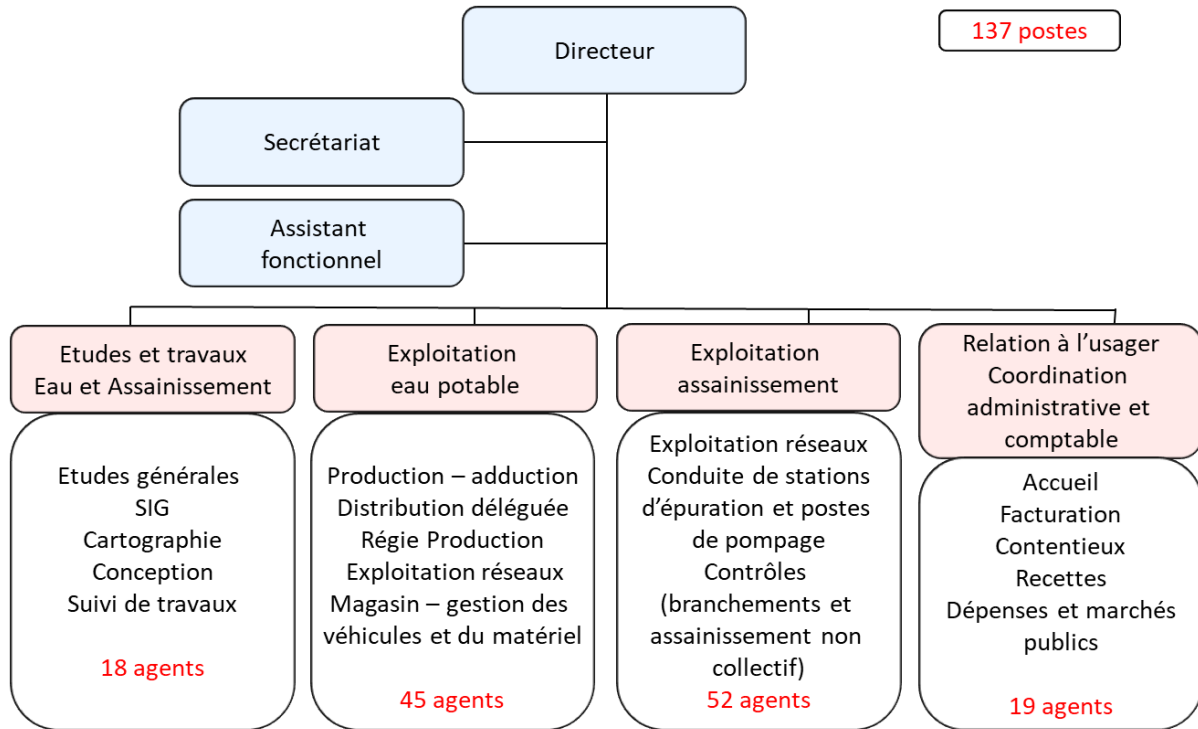 Directeur
137 postes
Secrétariat
Assistant
fonctionnel
Etudes et travaux
Eau et Assainissement
Etudes générales
SIG
Cartographie
Conception
Suivi de travaux
18 agents
Exploitation
eau potable
Production – adduction
Distribution déléguée
Régie Production
Exploitation réseaux
Magasin – gestion des
véhicules et du matériel
45 agents
Exploitation
assainissement
Exploitation réseaux
Conduite de stations
d’épuration et postes
de pompage
Contrôles
(branchements et
assainissement non
collectif)
52 agents
Relation à l’usager
Coordination
administrative et
comptable
Accueil
Facturation
Contentieux
Recettes
Dépenses et marchés
publics
19 agents